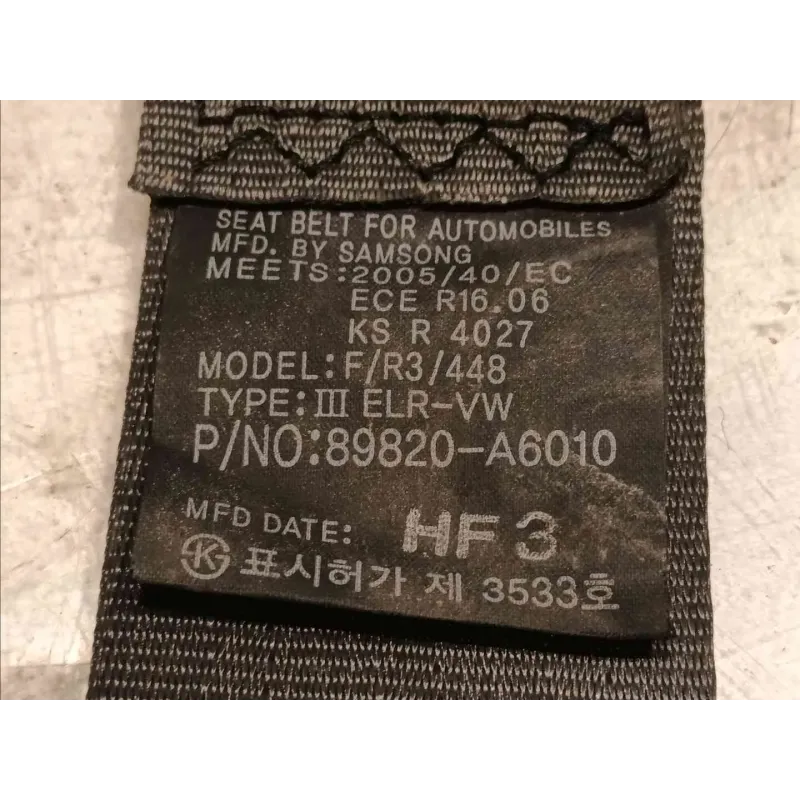 SEAT BELT FOR AUTOMOBILES
MFD. BY SAMSONG
MEETS:2005/40/EC
ECE R16.06
KS R 4027
MODEL:F/R3/448
TYPE:Ⅲ ELR-VW
P/NO:89820-A6010
MFD DATE: HF 3
K 표시허가 제 3533호